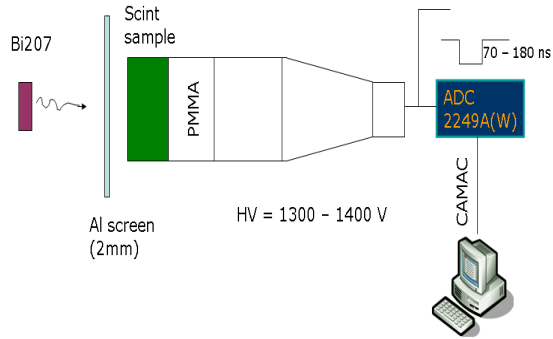 Bi207
Scint
sample
PMMA
70 – 180 ns
ADC
2249A(W)
CAMAC
HV = 1300 – 1400 V
Al screen
(2mm)